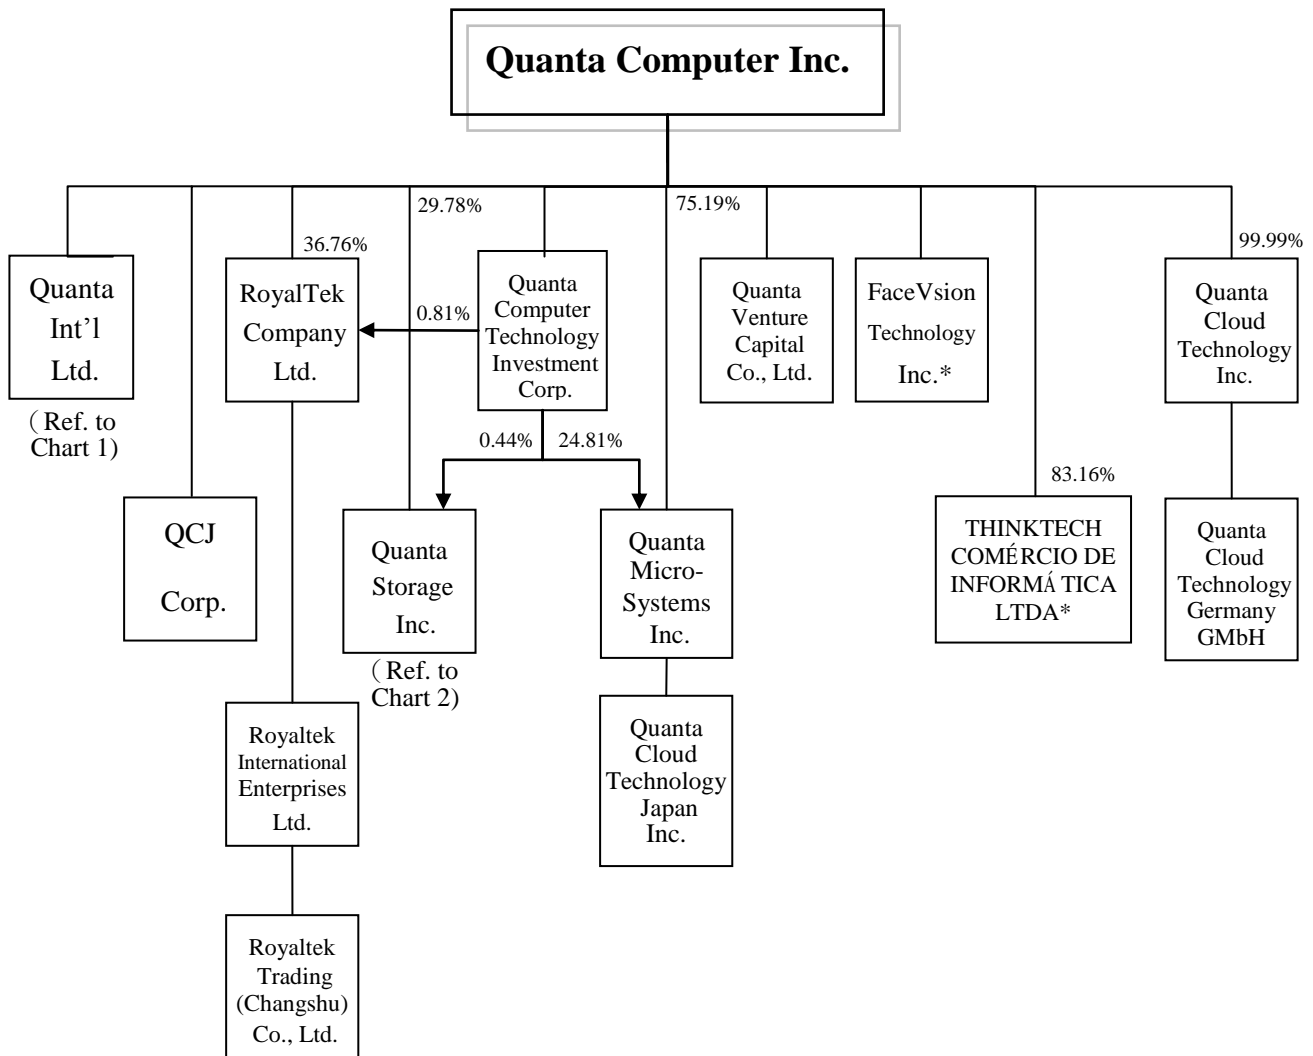 Quanta Computer Inc.
29.78%
75.19%
36.76%
99.99%
Quanta
Int’l
Ltd.
（Ref. to
Chart 1)
RoyalTek
Company
Ltd.
0.81%
Quanta
Computer
Technology
Investment
Corp.
Quanta
Venture
Capital
Co., Ltd.
FaceVsion
Technology
Inc.*
Quanta
Cloud
Technology
Inc.
0.44%
24.81%
83.16%
QCJ
Corp.
Quanta
Storage
Inc.
（Ref. to
Chart 2)
Quanta
Micro-
Systems
Inc.
THINKTECH
COMÉRCIO DE
INFORMÁ TICA
LTDA*
Quanta
Cloud
Technology
Germany
GMbH
Royaltek
International
Enterprises
Ltd.
Quanta
Cloud
Technology
Japan
Inc.
Royaltek
Trading
(Changshu)
Co., Ltd.